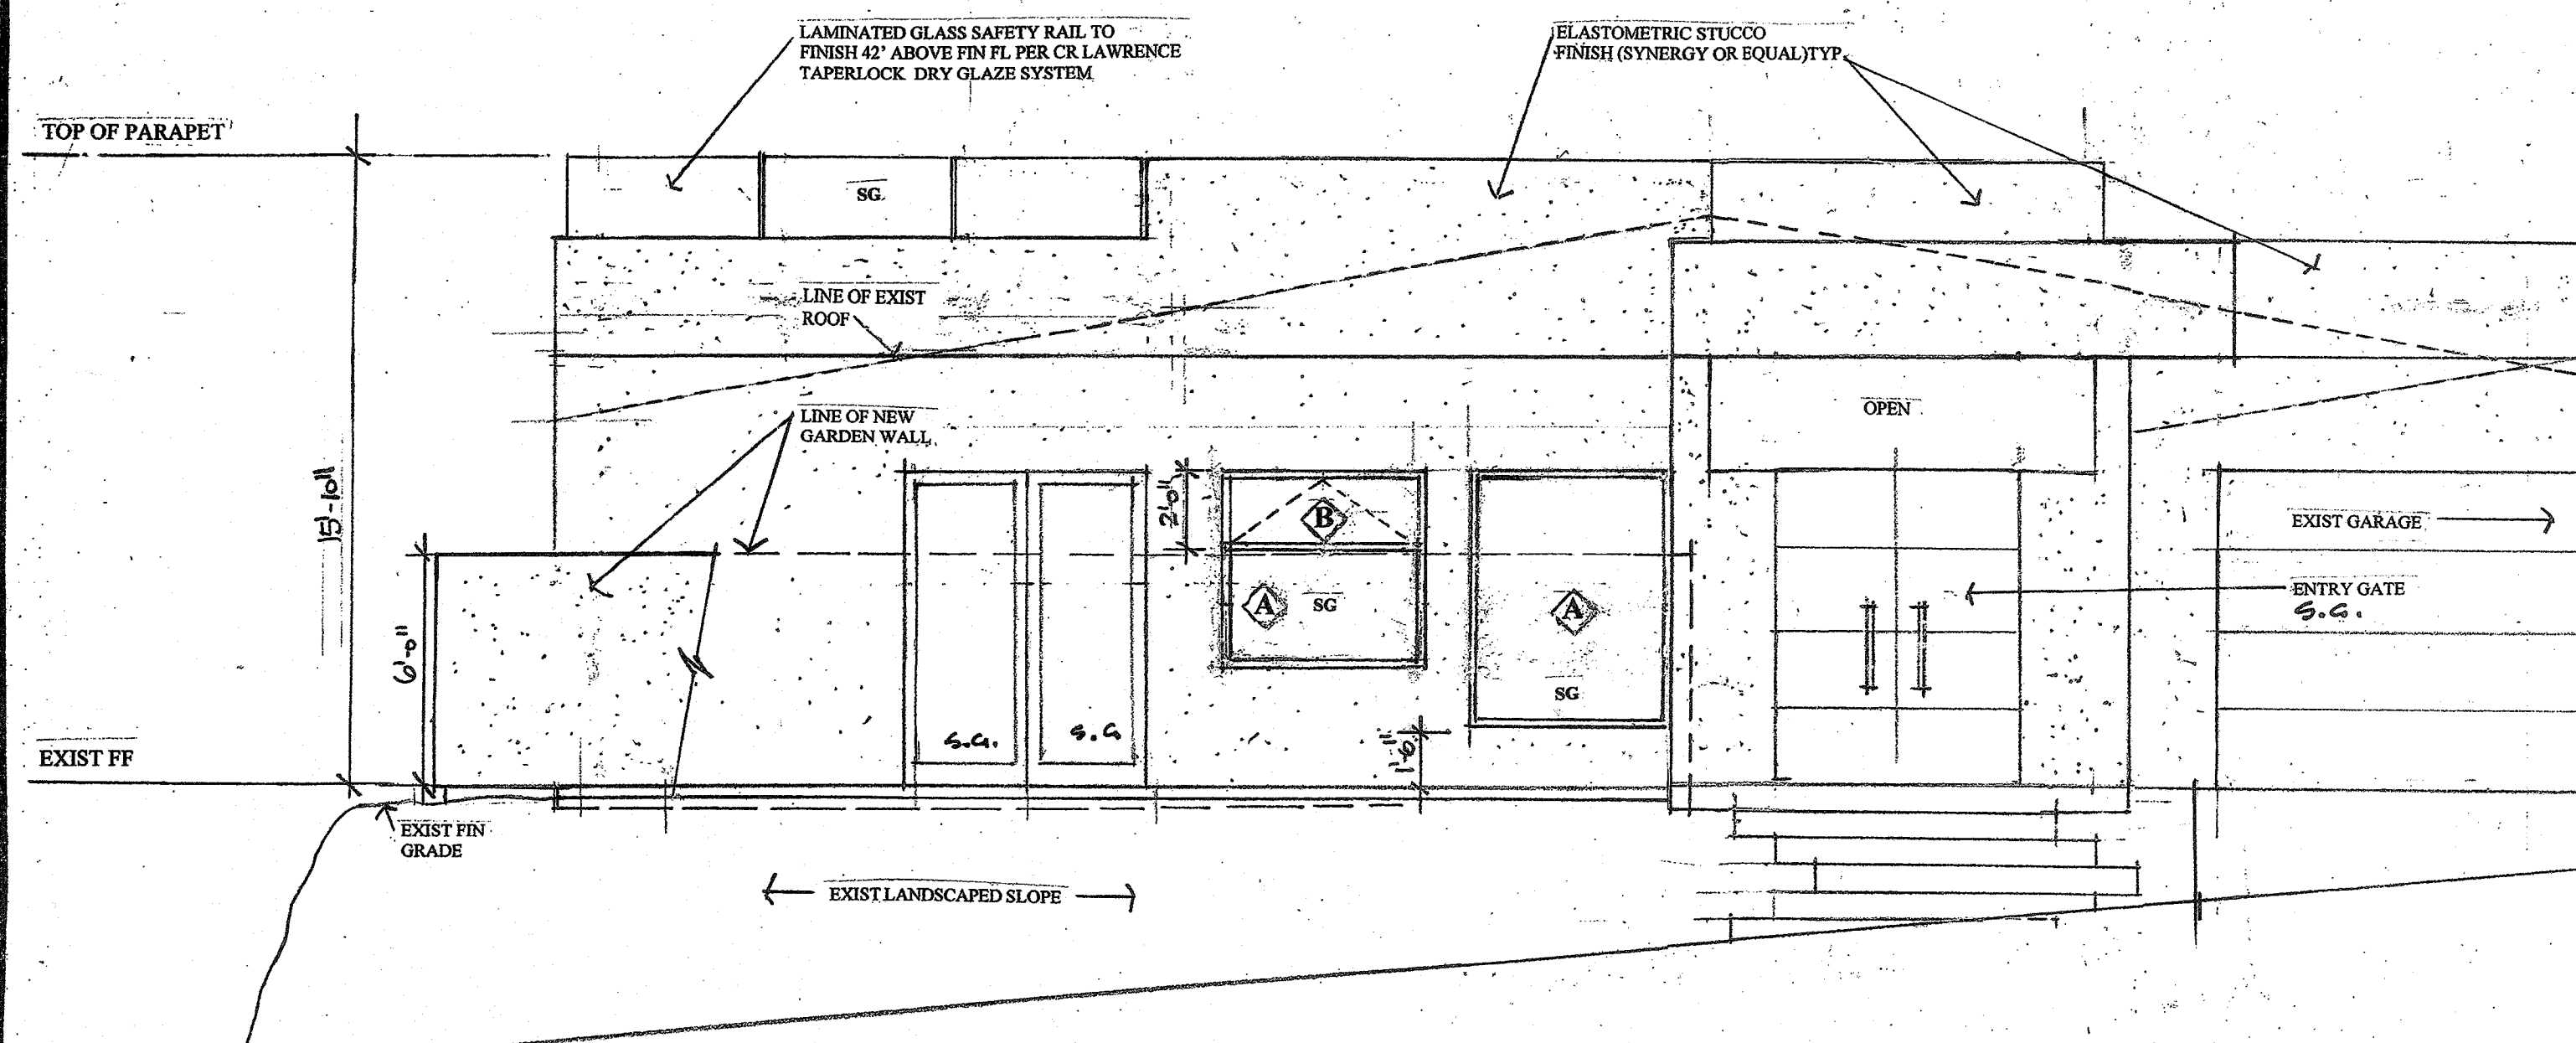 LAMINATED GLASS SAFETY RAIL TO
FINISH 42' ABOVE FIN FL PER CR LAWRENCE
TAPERLOCK DRY GLAZE SYSTEM
ELASTOMETRIC STUCCO
FINISH (SYNERGY OR EQUAL)TYP.
TOP OF PARAPET
SG
LINE OF EXIST
ROOF
LINE OF NEW
GARDEN WALL
OPEN
15'-10"
2'-0"
B
EXIST GARAGE
A
SG
A
ENTRY GATE
S.G.
6'-0"
SG
S.G.
S.G
1'-6"
EXIST FF
EXIST FIN
GRADE
EXIST LANDSCAPED SLOPE